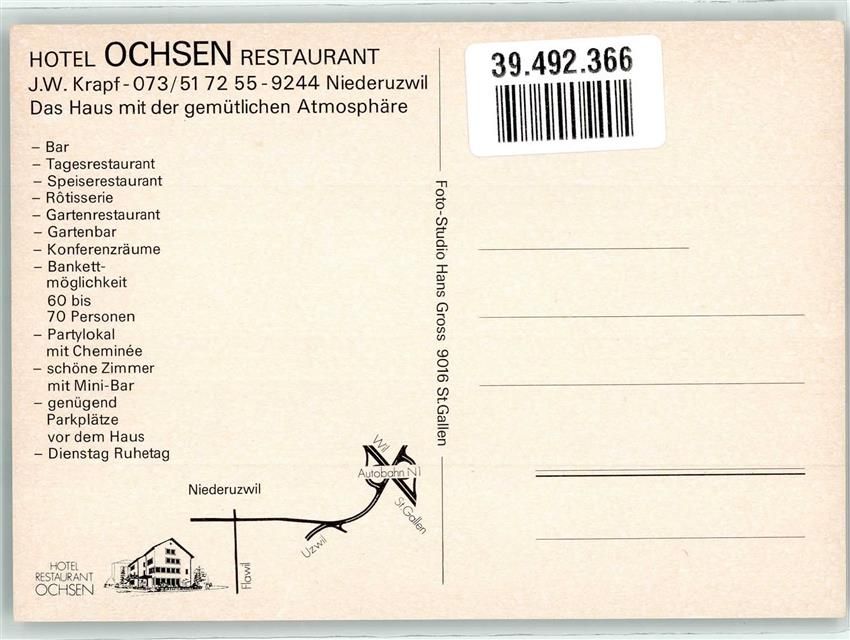 HOTEL OCHSEN RESTAURANT
J.W. Krapf - 073/51 72 55 - 9244 Niederuzwil
Das Haus mit der gemütlichen Atmosphäre
– Bar
– Tagesrestaurant
– Speiserestaurant
– Rôtisserie
– Gartenrestaurant
– Gartenbar
– Konferenzräume
– Bankett-
möglichkeit
60 bis
70 Personen
– Partylokal
mit Cheminée
– schöne Zimmer
mit Mini-Bar
– genügend
Parkplätze
vor dem Haus
– Dienstag Ruhetag
Niederuzwil
Wil
Autobahn N1
St.Gallen
Uzwil
Flawil
HOTEL
RESTAURANT
OCHSEN
Foto-Studio Hans Gross 9016 St.Gallen
39.492.366